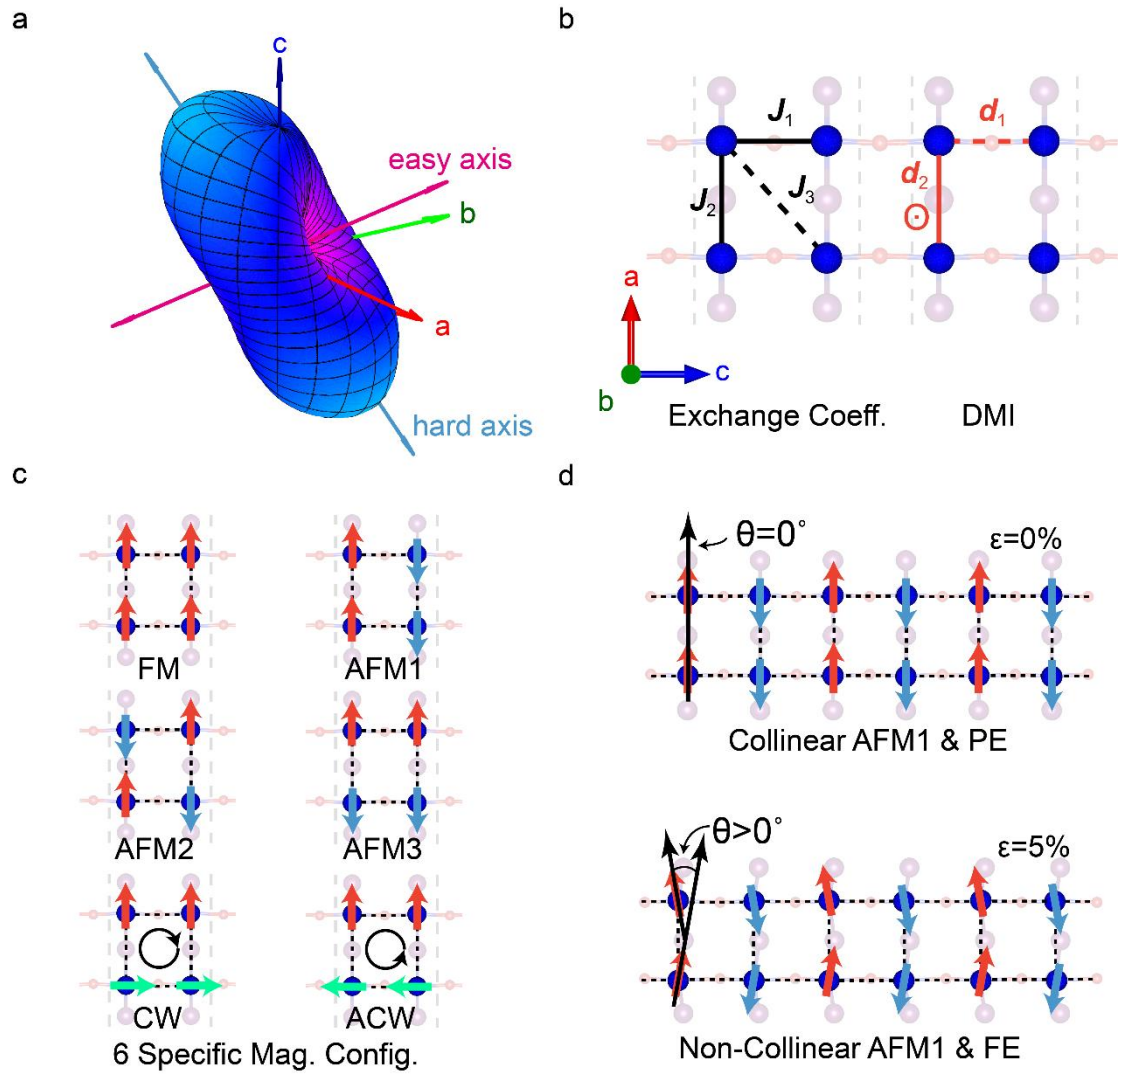 a
c
easy axis
b
a
hard axis
b
J1
d1
J2
J3
d2
a
c
b
Exchange Coeff.
DMI
c
FM
AFM1
AFM2
AFM3
CW
ACW
6 Specific Mag. Config.
d
θ=0°
ε=0%
Collinear AFM1 & PE
θ>0°
ε=5%
Non-Collinear AFM1 & FE